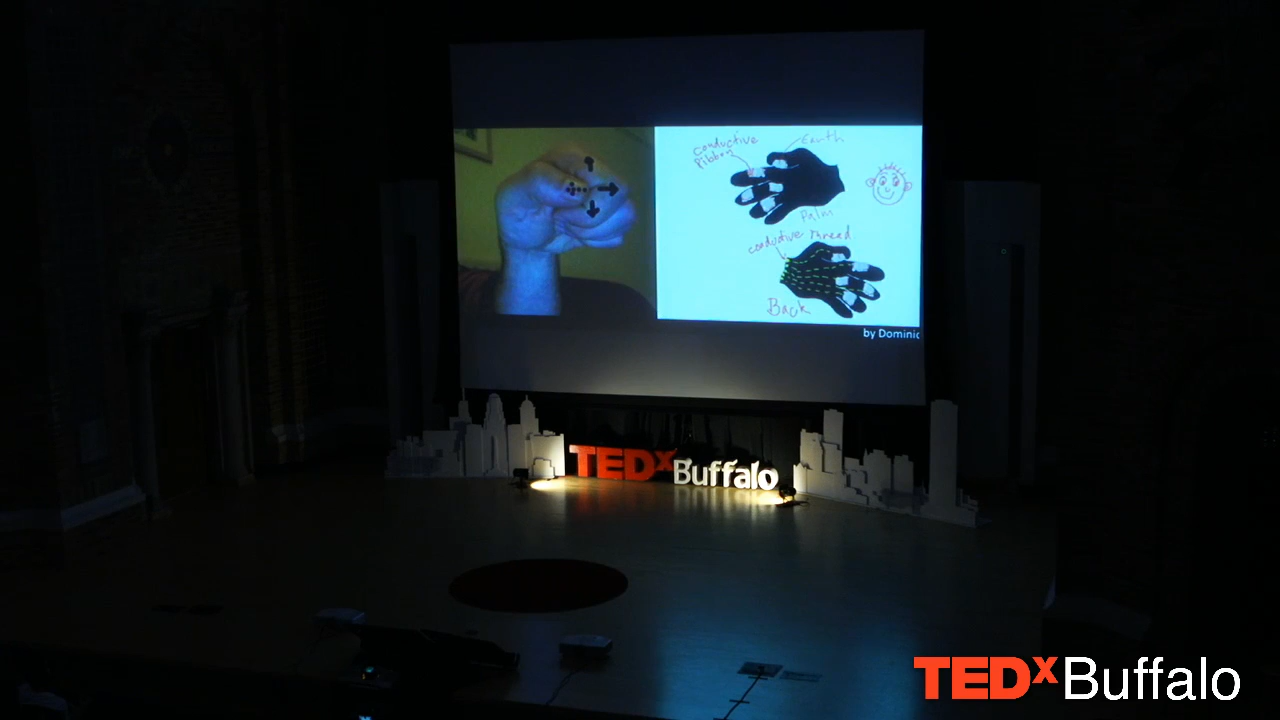 conductive
Ribbon
Earth
Palm
conductive thread
Back
by Dominic
TEDxBuffalo
TEDxBuffalo